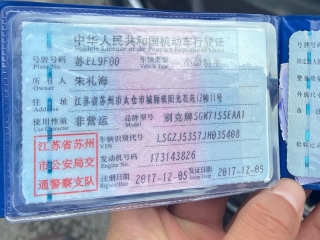 中华人民共和国机动车行驶证
Vehicle License of the People's Republic of China
号牌号码 苏EL9F00 车辆类型 小型轿车
Plate No. Vehicle Type
所有人 朱礼海
Owner
住址 江苏省苏州市太仓市城厢镇阳光花苑12幢11号
Address
使用性质 非营运 品牌型号 别克牌SGM7155EAA1
Use Character Model
车辆识别代号 LSGZJ5357JH035408
VIN
发动机号码 173143826
Engine No.
注册日期 2017-12-05 发证日期 2017-12-05
Register Date Issue Date
江苏省苏州
市公安局交
通警察支队